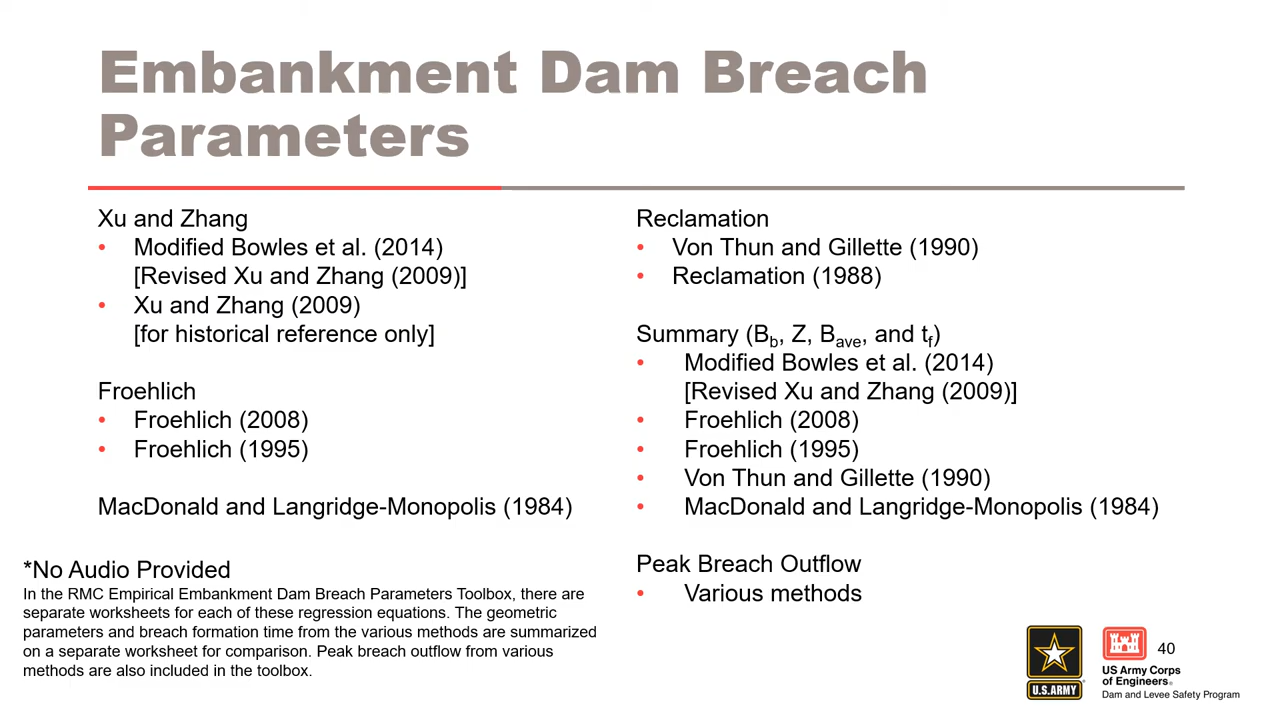 Embankment Dam Breach
Parameters
Xu and Zhang
• Modified Bowles et al. (2014)
[Revised Xu and Zhang (2009)]
• Xu and Zhang (2009)
[for historical reference only]
Froehlich
• Froehlich (2008)
• Froehlich (1995)
MacDonald and Langridge-Monopolis (1984)
*No Audio Provided
In the RMC Empirical Embankment Dam Breach Parameters Toolbox, there are
separate worksheets for each of these regression equations. The geometric
parameters and breach formation time from the various methods are summarized
on a separate worksheet for comparison. Peak breach outflow from various
methods are also included in the toolbox.
Reclamation
• Von Thun and Gillette (1990)
• Reclamation (1988)
Summary (Bb, Z, Bave, and tf)
• Modified Bowles et al. (2014)
[Revised Xu and Zhang (2009)]
• Froehlich (2008)
• Froehlich (1995)
• Von Thun and Gillette (1990)
• MacDonald and Langridge-Monopolis (1984)
Peak Breach Outflow
• Various methods
U.S.ARMY
40
US Army Corps
of Engineers®
Dam and Levee Safety Program